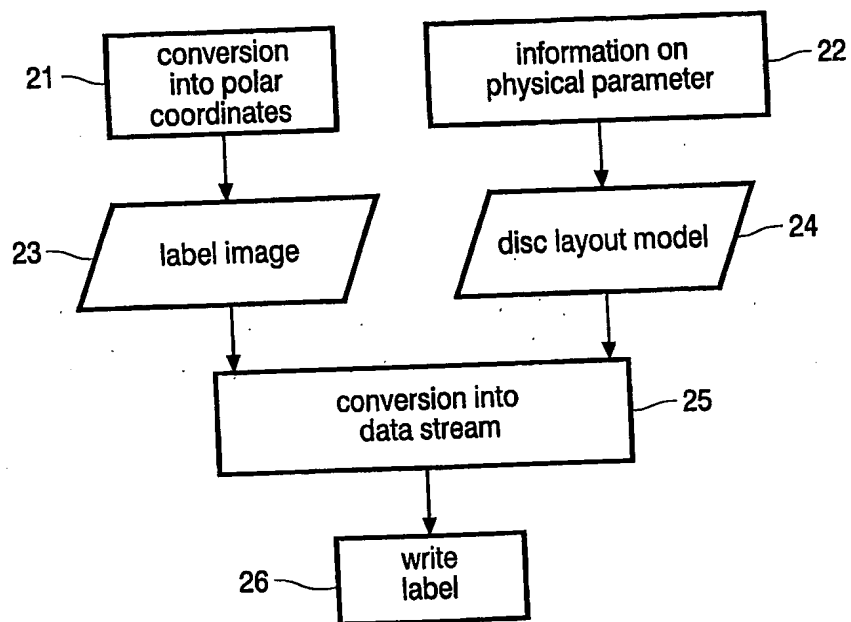 21
conversion
into polar
coordinates
information on
physical parameter
22
23
label image
disc layout model
24
conversion into
data stream
25
26
write
label